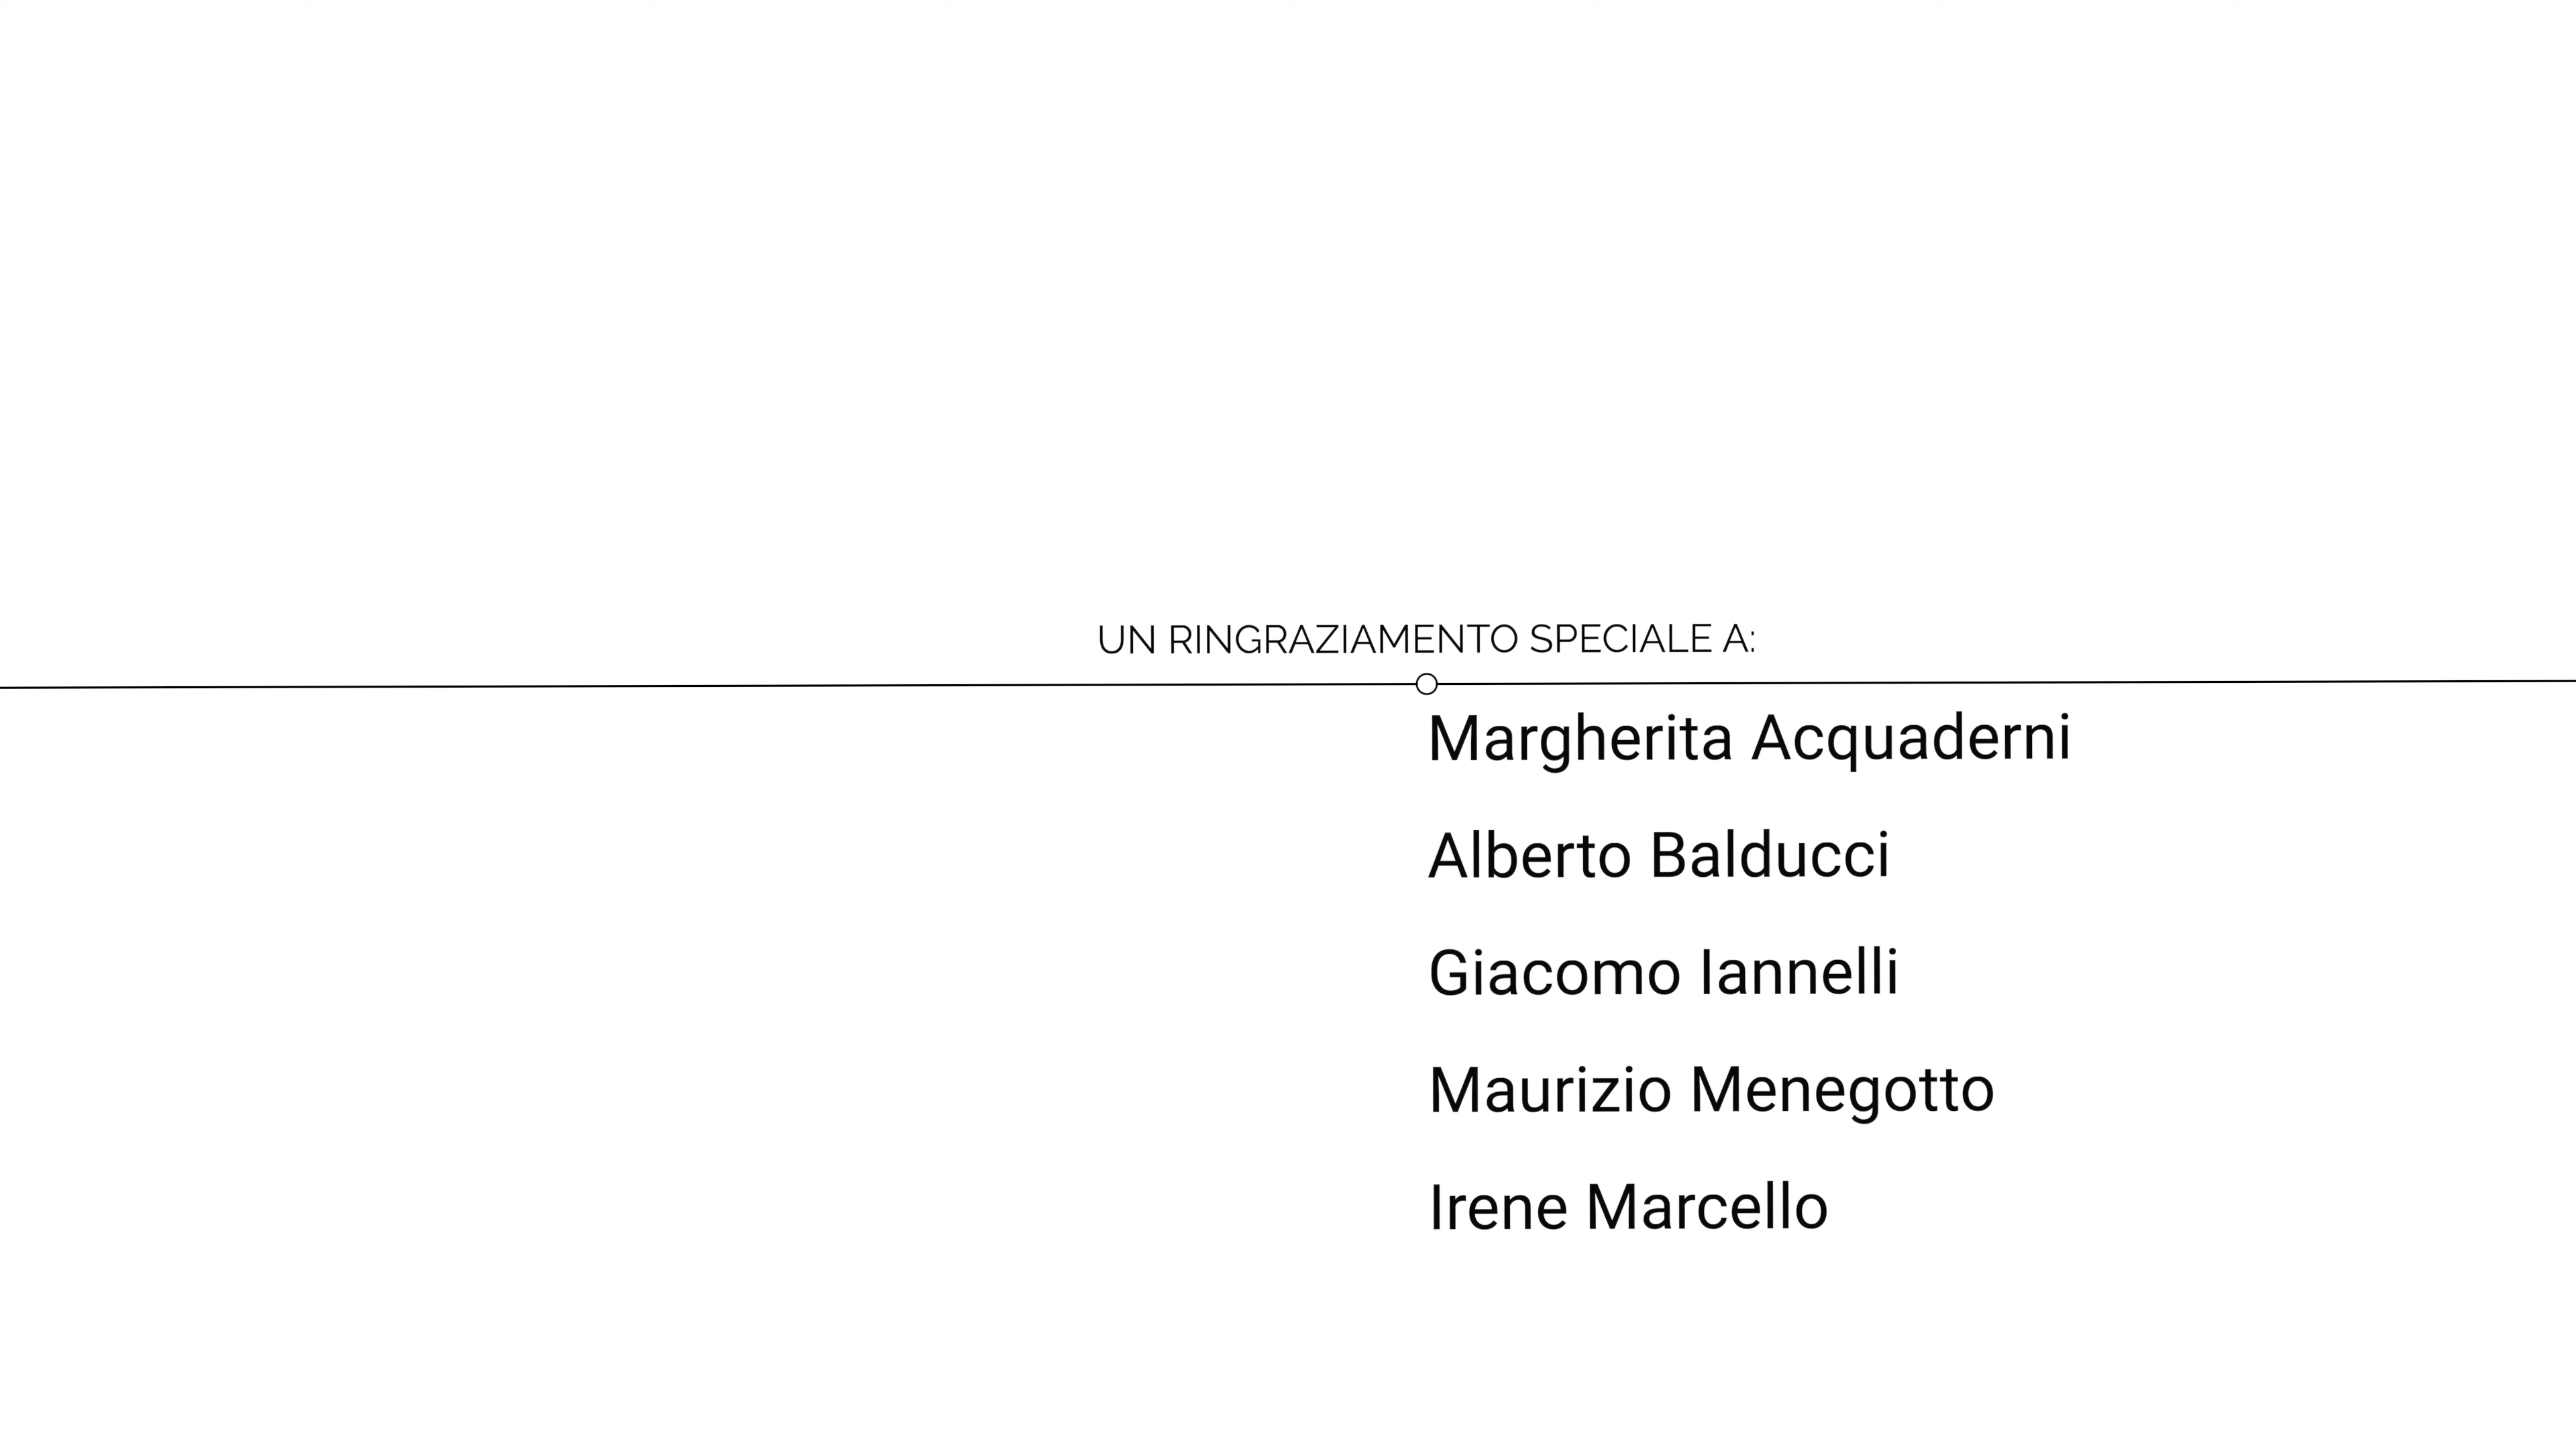 UN RINGRAZIAMENTO SPECIALE A:
Margherita Acquaderni
Alberto Balducci
Giacomo Iannelli
Maurizio Menegotto
Irene Marcello